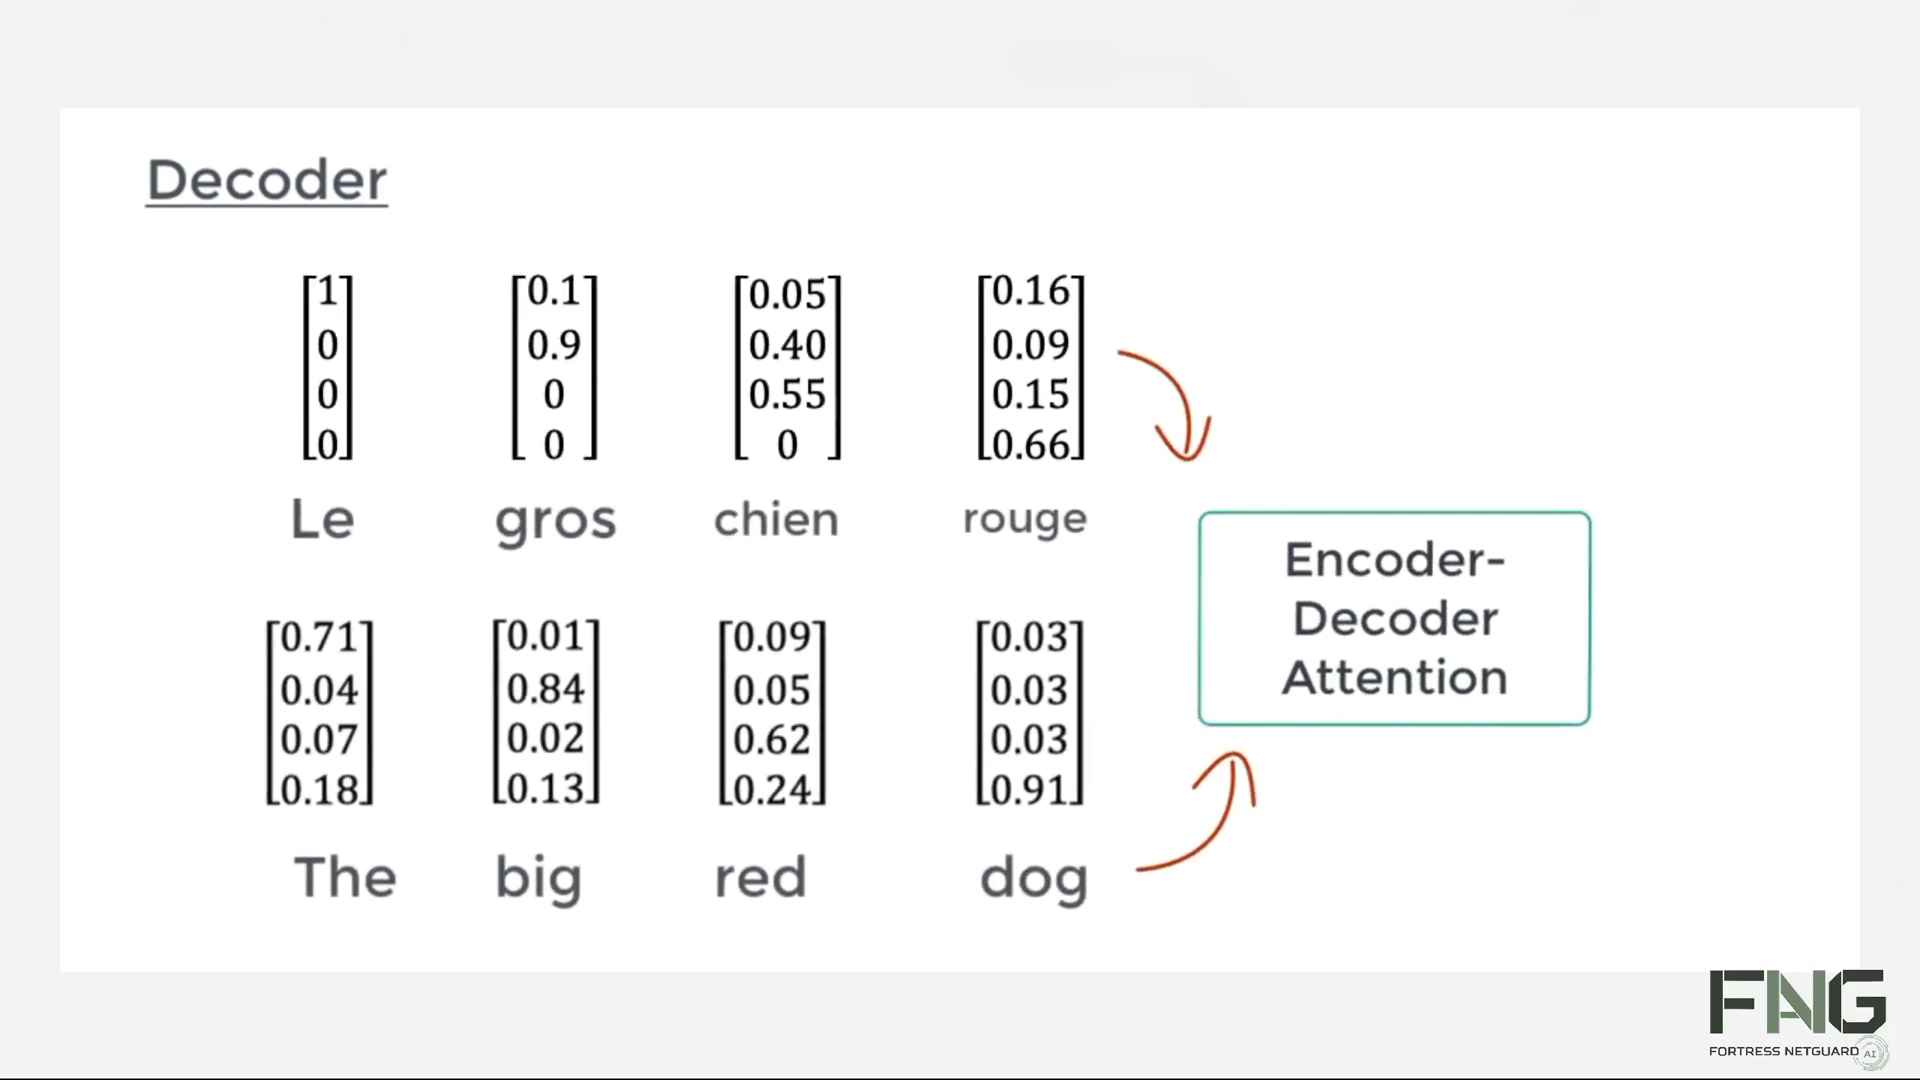 Decoder
1 0.1 0.05 0.16
0 0.9 0.40 0.09
0 0 0.55 0.15
0 0 0 0.66
Le gros chien rouge
Encoder-
Decoder
Attention
0.71 0.01 0.09 0.03
0.04 0.84 0.05 0.03
0.07 0.02 0.62 0.03
0.18 0.13 0.24 0.91
The big red dog
FNG
FORTRESS NETGUARD AI